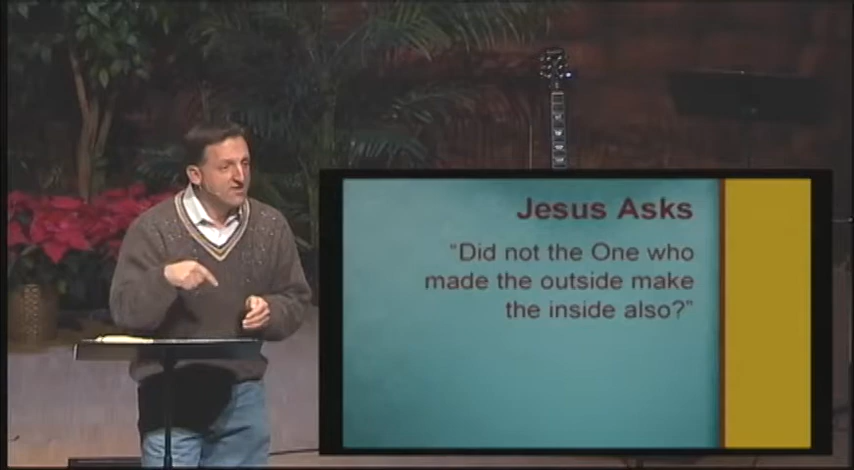 Jesus Asks
“Did not the One who
made the outside make
the inside also?”